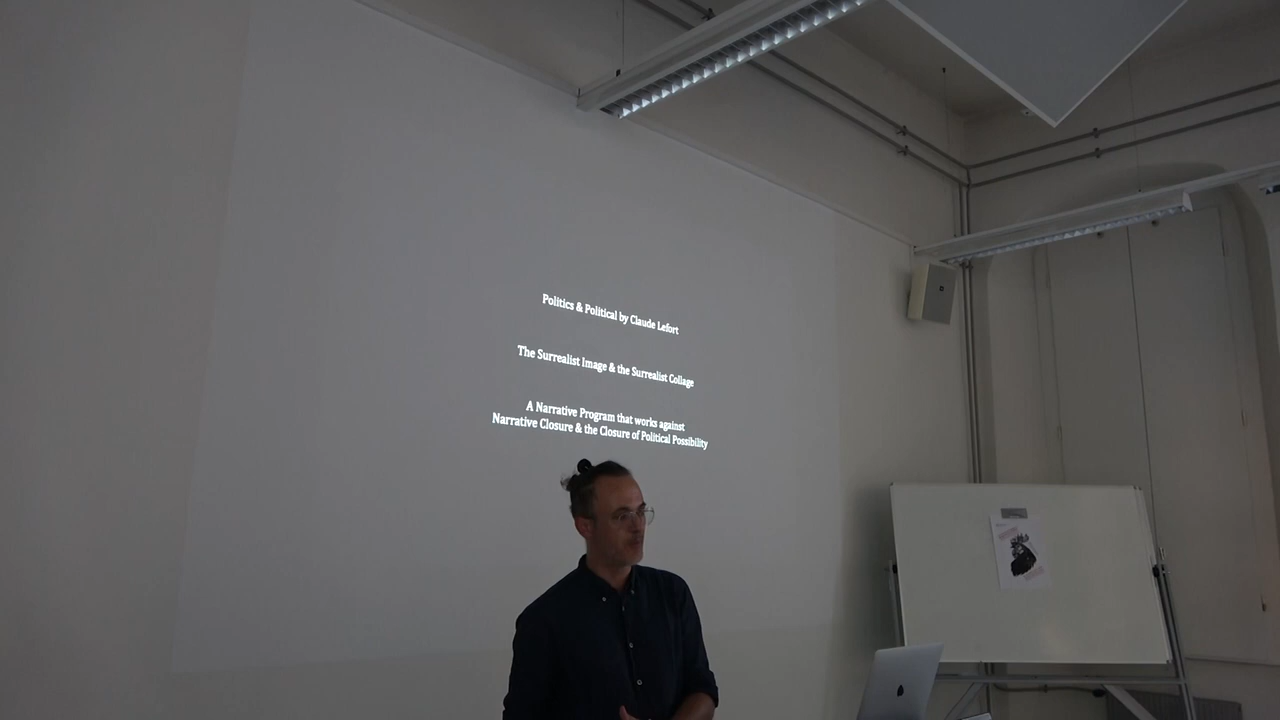 Politics & Political by Claude Lefort
The Surrealist Image & the Surrealist Collage
A Narrative Program that works against
Narrative Closure & the Closure of Political Possibility